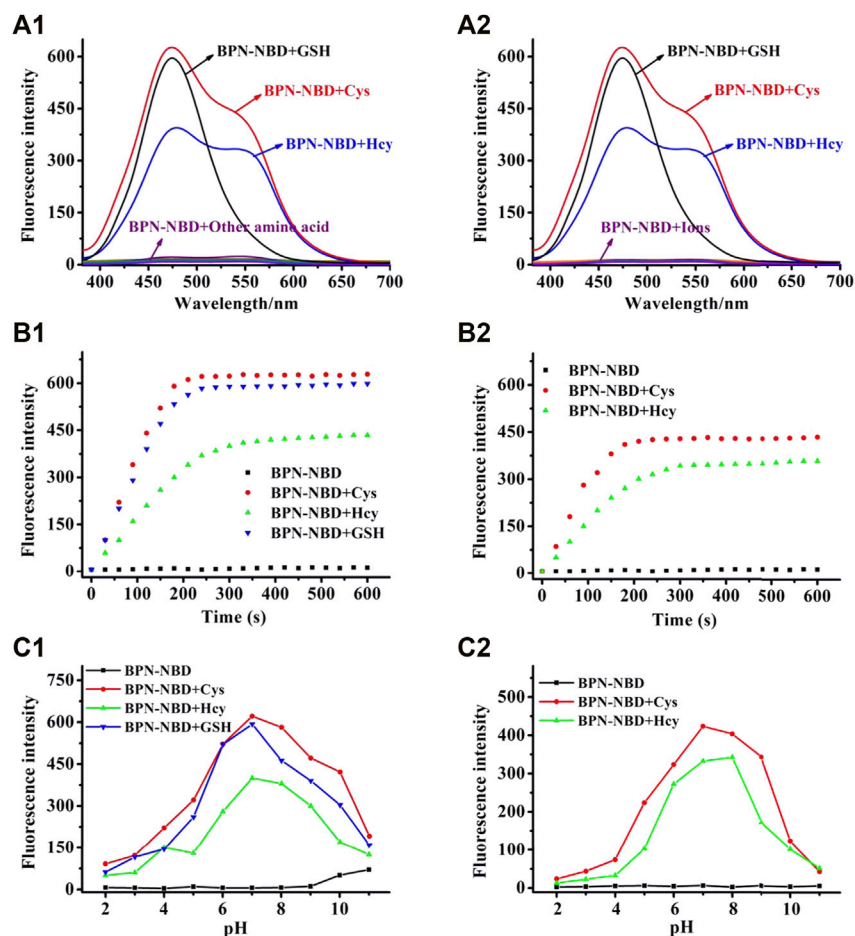 A1
A2
600
450
300
150
0
Fluorescence intensity
BPN-NBD+GSH
BPN-NBD+Cys
BPN-NBD+Hcy
BPN-NBD+Other amino acid
400 450 500 550 600 650 700
Wavelength/nm
600
450
300
150
0
Fluorescence intensity
BPN-NBD+GSH
BPN-NBD+Cys
BPN-NBD+Hcy
BPN-NBD+Ions
400 450 500 550 600 650 700
Wavelength/nm
B1
B2
600
450
300
150
0
Fluorescence intensity
BPN-NBD
BPN-NBD+Cys
BPN-NBD+Hcy
BPN-NBD+GSH
0 100 200 300 400 500 600
Time (s)
600
450
300
150
0
Fluorescence intensity
BPN-NBD
BPN-NBD+Cys
BPN-NBD+Hcy
0 100 200 300 400 500 600
Time (s)
C1
C2
750
600
450
300
150
0
Fluorescence intensity
BPN-NBD
BPN-NBD+Cys
BPN-NBD+Hcy
BPN-NBD+GSH
2 4 6 8 10
pH
500
400
300
200
100
0
Fluorescence intensity
BPN-NBD
BPN-NBD+Cys
BPN-NBD+Hcy
2 4 6 8 10
pH